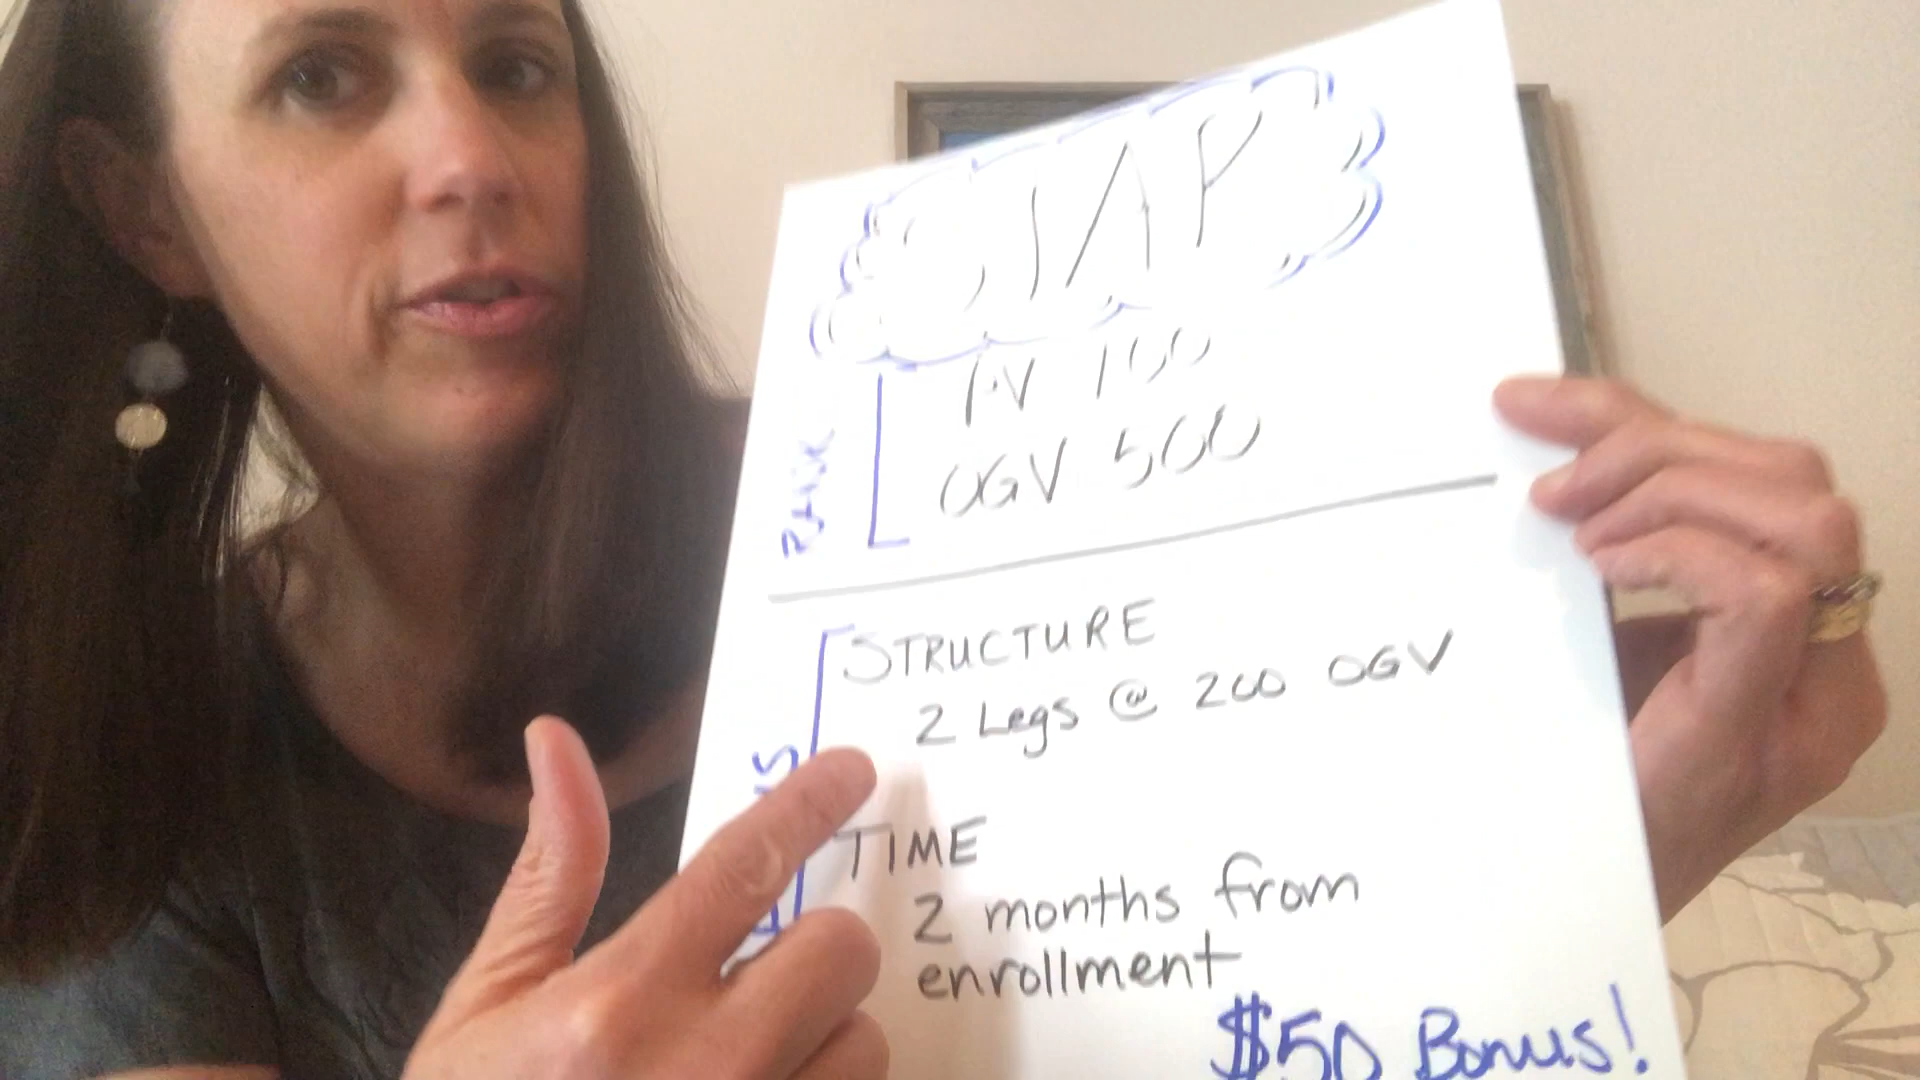 STAR
PV 100
OGV 500
RANK
STRUCTURE
2 Legs @ 200 OGV
TIME
2 months from
enrollment
$50 Bonus!